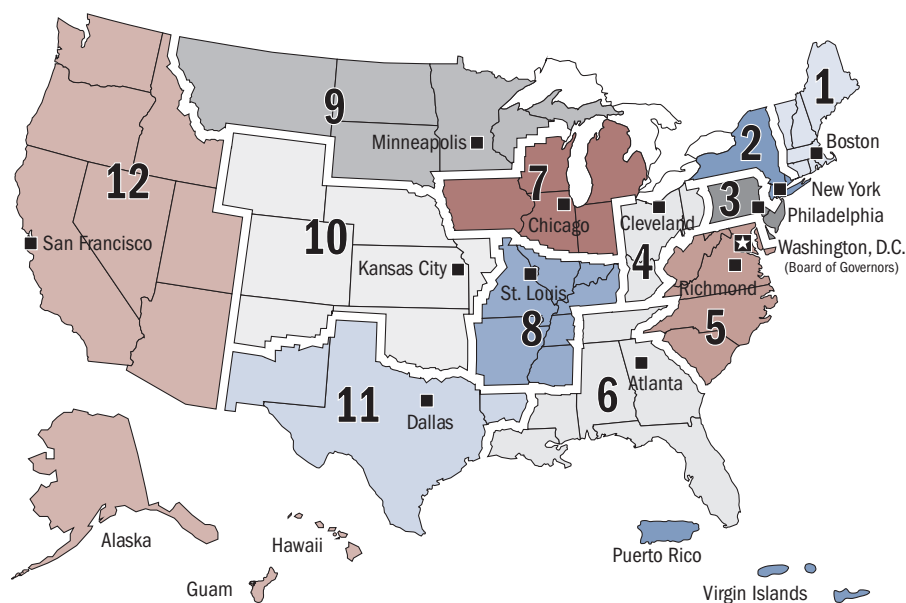 1
9
Boston
2
Minneapolis
12
7
New York
3
Philadelphia
Chicago
Cleveland
10
San Francisco
Washington, D.C.
(Board of Governors)
Kansas City
4
Richmond
St. Louis
8
5
Atlanta
6
11
Dallas
Alaska
Hawaii
Puerto Rico
Guam
Virgin Islands